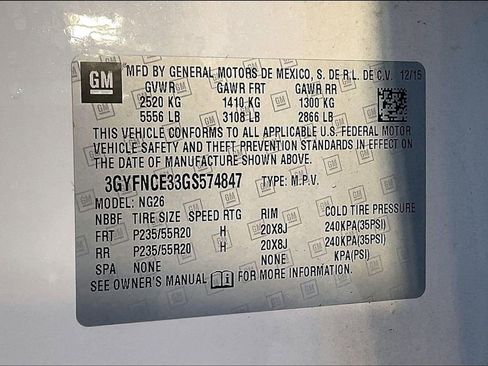 GM MFD BY GENERAL MOTORS DE MEXICO, S. DE R.L. DE C.V. 12/15
GVWR GAWR FRT GAWR RR
2520 KG 1410 KG 1300 KG
5556 LB 3108 LB 2866 LB
THIS VEHICLE CONFORMS TO ALL APPLICABLE U.S. FEDERAL MOTOR
VEHICLE SAFETY AND THEFT PREVENTION STANDARDS IN EFFECT ON
THE DATE OF MANUFACTURE SHOWN ABOVE.
3GYFNCE33GS574847 TYPE: M.P.V.
MODEL: NG26
NBBF TIRE SIZE SPEED RTG RIM COLD TIRE PRESSURE
FRT P235/55R20 H 20X8J 240KPA(35PSI)
RR P235/55R20 H 20X8J 240KPA(35PSI)
SPA NONE NONE KPA(PSI)
SEE OWNER'S MANUAL FOR MORE INFORMATION.